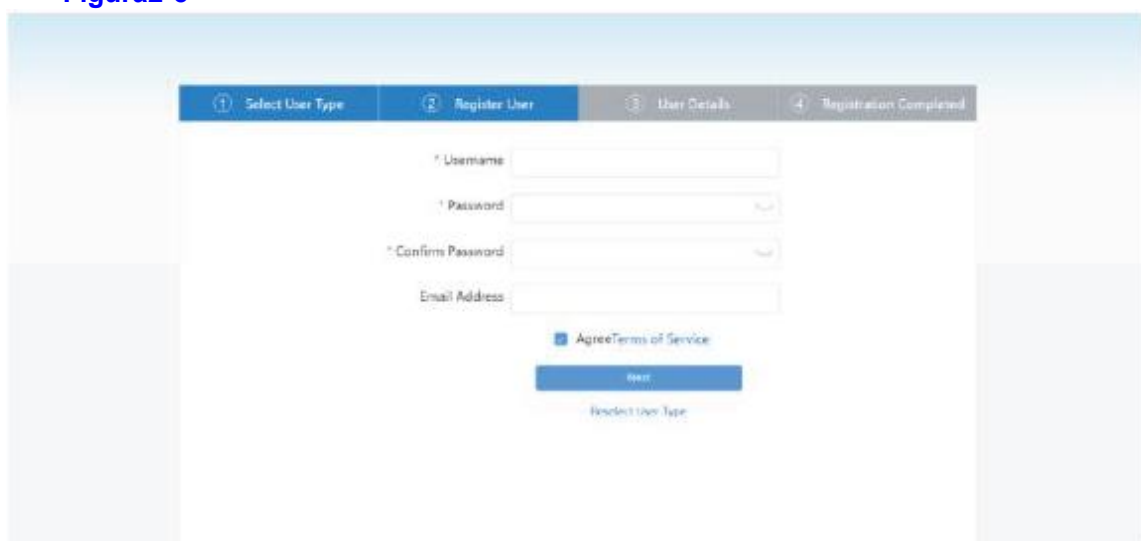 ① Select User Type ② Register User ③ User Details ④ Registration Completed
* Username
* Password
* Confirm Password
Email Address
AgreeTerms of Service
Next
Reselect User Type